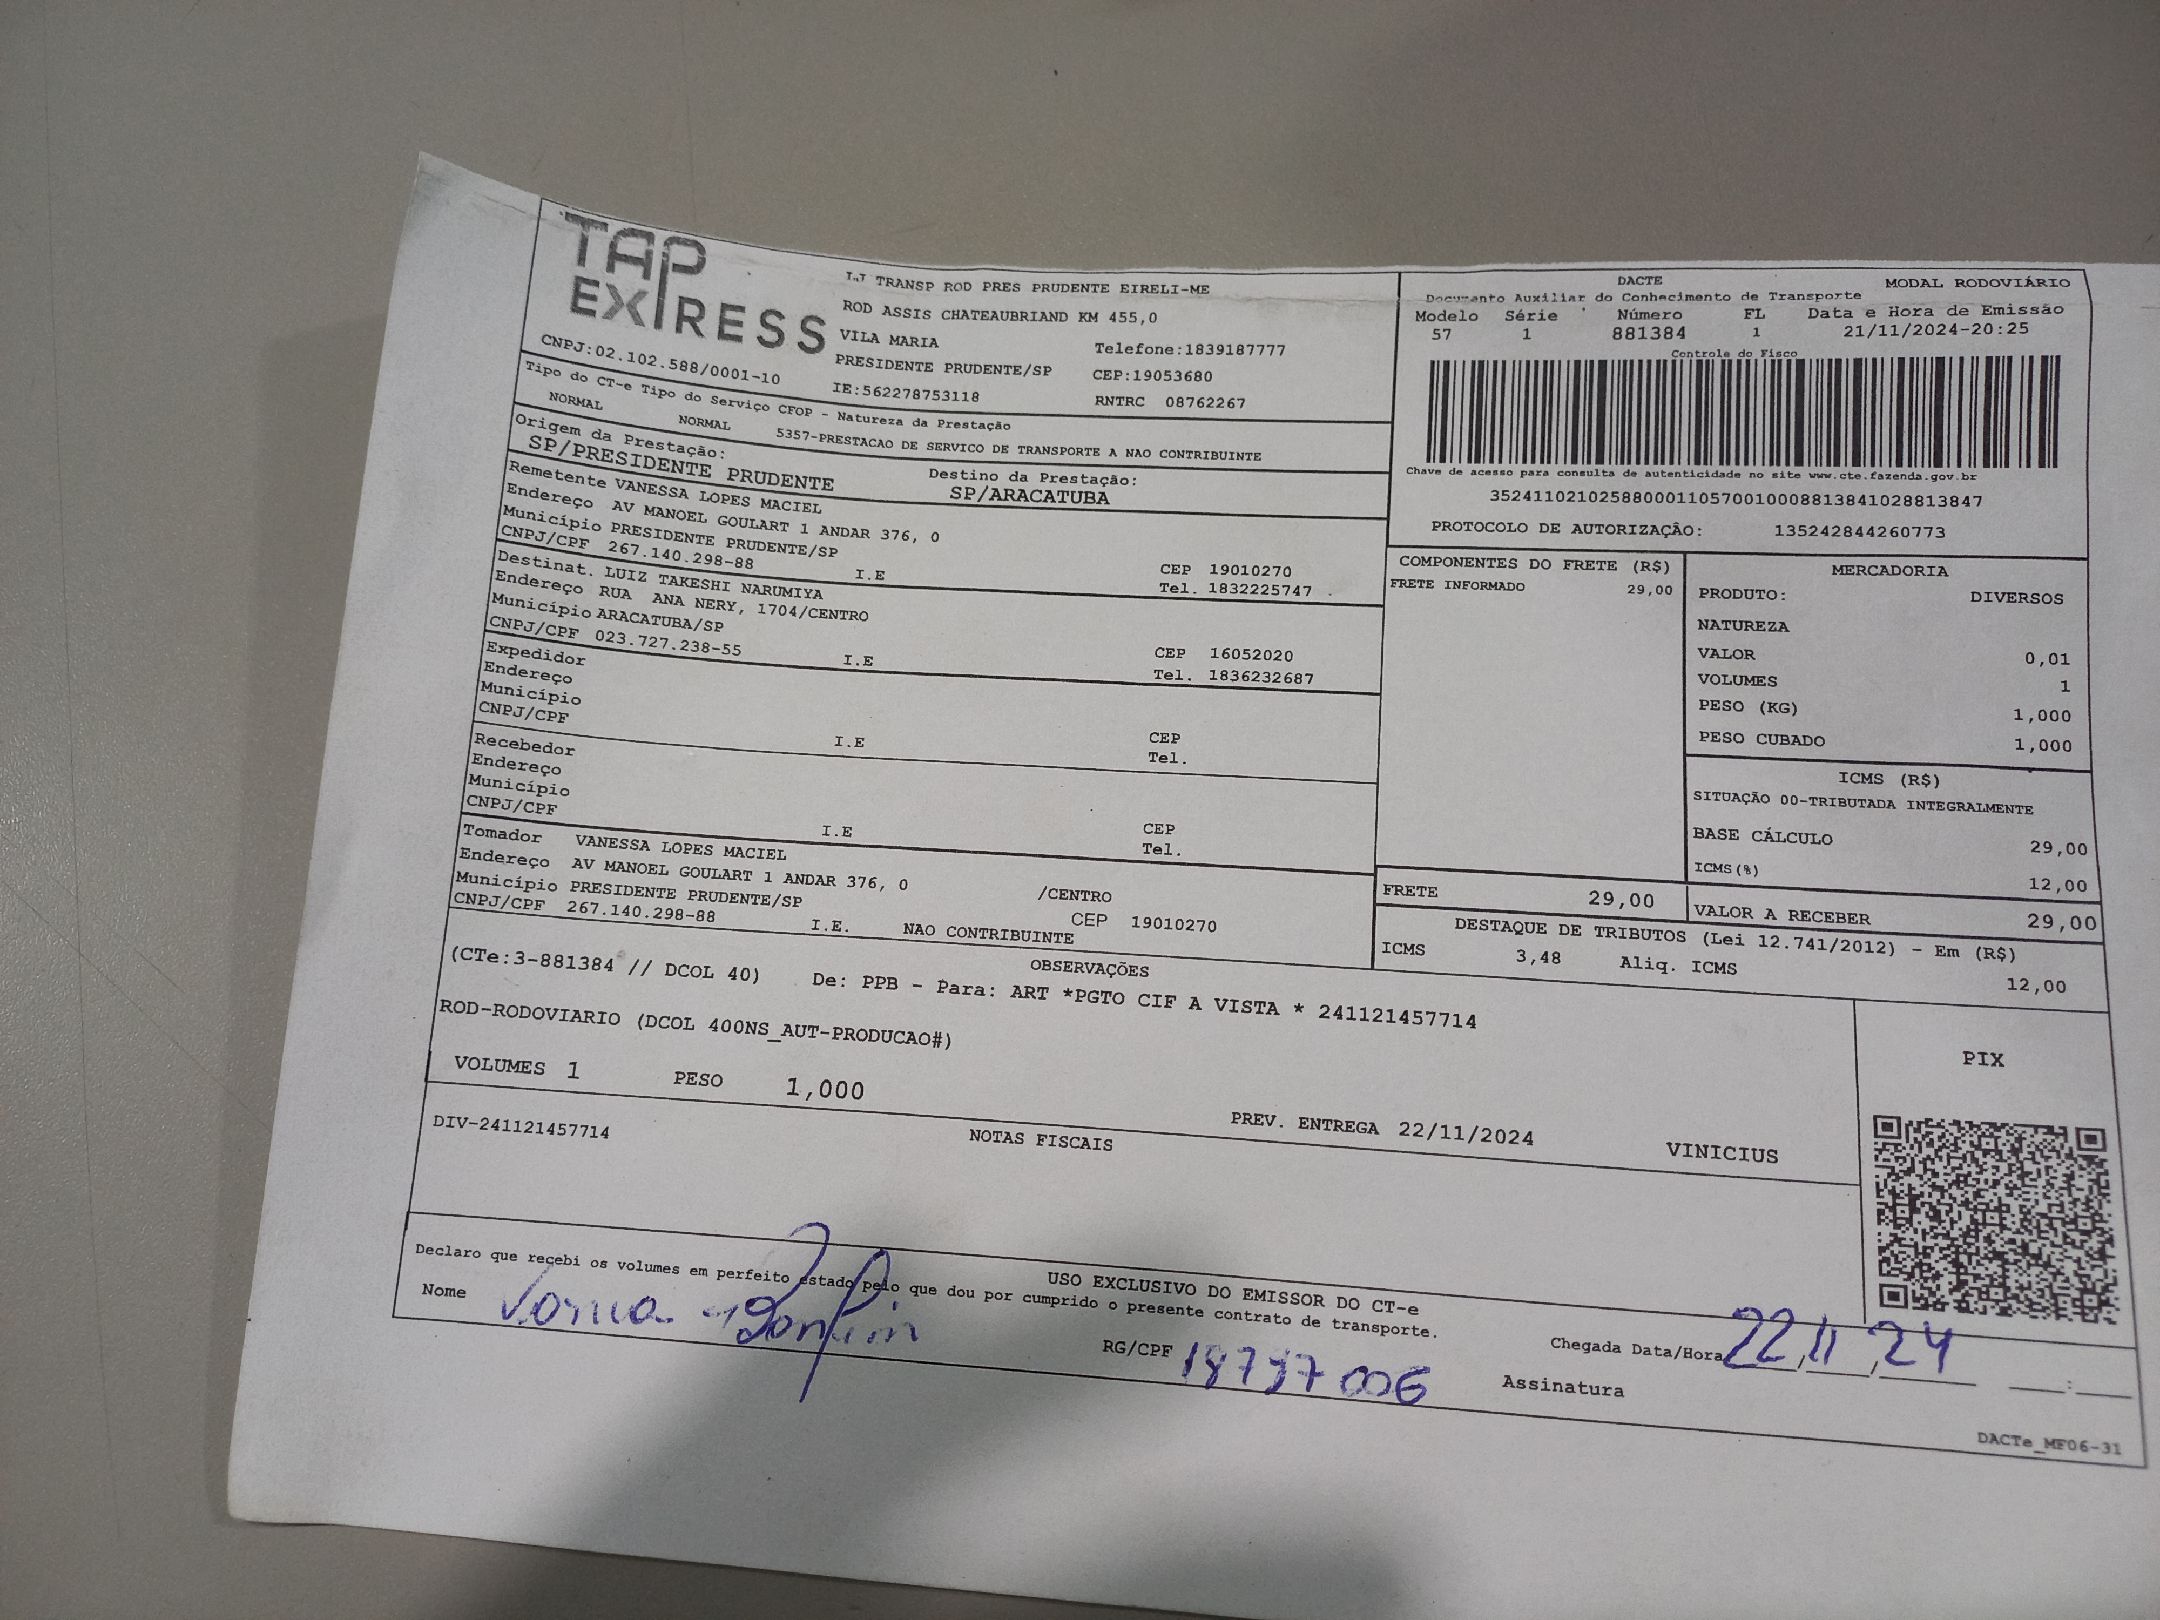 TAP
EXPRESS
CNPJ:02.102.588/0001-10
TRANSP ROD PRES PRUDENTE EIRELI-ME
ROD ASSIS CHATEAUBRIAND KM 455,0
VILA MARIA
Telefone:1839187777
PRESIDENTE PRUDENTE/SP
CEP:19053680
IE:562278753118
RNTRC 08762267
DACTE
MODAL RODOVIÁRIO
Documento Auxiliar do Conhecimento de Transporte
Modelo Série Número FL Data e Hora de Emissão
57 1 881384 1 21/11/2024-20:25
Controle do Fisco
Chave de acesso para consulta de autenticidade no site www.cte.fazenda.gov.br
35241102102588000110570010008813841028813847
PROTOCOLO DE AUTORIZAÇÃO: 135242844260773
Tipo do CT-e Tipo do Serviço CFOP - Natureza da Prestação
NORMAL NORMAL 5357-PRESTACAO DE SERVICO DE TRANSPORTE A NAO CONTRIBUINTE
Origem da Prestação: Destino da Prestação:
SP/PRESIDENTE PRUDENTE SP/ARACATUBA
Remetente VANESSA LOPES MACIEL
Endereço AV MANOEL GOULART 1 ANDAR 376, 0
Município PRESIDENTE PRUDENTE/SP CEP 19010270
CNPJ/CPF 267.140.298-88 I.E Tel. 1832225747
Destinat. LUIZ TAKESHI NARUMIYA
Endereço RUA ANA NERY, 1704/CENTRO
Município ARACATUBA/SP CEP 16052020
CNPJ/CPF 023.727.238-55 I.E Tel. 1836232687
Expedidor
Endereço
Município CEP
CNPJ/CPF I.E Tel.
Recebedor
Endereço
Município CEP
CNPJ/CPF I.E Tel.
Tomador VANESSA LOPES MACIEL
Endereço AV MANOEL GOULART 1 ANDAR 376, 0 /CENTRO
Município PRESIDENTE PRUDENTE/SP CEP 19010270
CNPJ/CPF 267.140.298-88 I.E. NAO CONTRIBUINTE
COMPONENTES DO FRETE (R$)
FRETE INFORMADO 29,00
MERCADORIA
PRODUTO: DIVERSOS
NATUREZA
VALOR 0,01
VOLUMES 1
PESO (KG) 1,000
PESO CUBADO 1,000
ICMS (R$)
SITUAÇÃO 00-TRIBUTADA INTEGRALMENTE
BASE CÁLCULO 29,00
ICMS(%) 12,00
FRETE 29,00
VALOR A RECEBER 29,00
DESTAQUE DE TRIBUTOS (Lei 12.741/2012) - Em (R$)
ICMS 3,48 Aliq. ICMS 12,00
OBSERVAÇÕES
(CTe:3-881384 // DCOL 40) De: PPB - Para: ART *PGTO CIF A VISTA * 241121457714
ROD-RODOVIARIO (DCOL 400NS_AUT-PRODUCAO#)
VOLUMES 1 PESO 1,000
PREV. ENTREGA 22/11/2024 VINICIUS
PIX
NOTAS FISCAIS
DIV-241121457714
USO EXCLUSIVO DO EMISSOR DO CT-e
Declaro que recebi os volumes em perfeito estado pelo que dou por cumprido o presente contrato de transporte.
Nome
RG/CPF 18797006
Chegada Data/Hora 22/11/24
Assinatura
DACTe_MF06-31